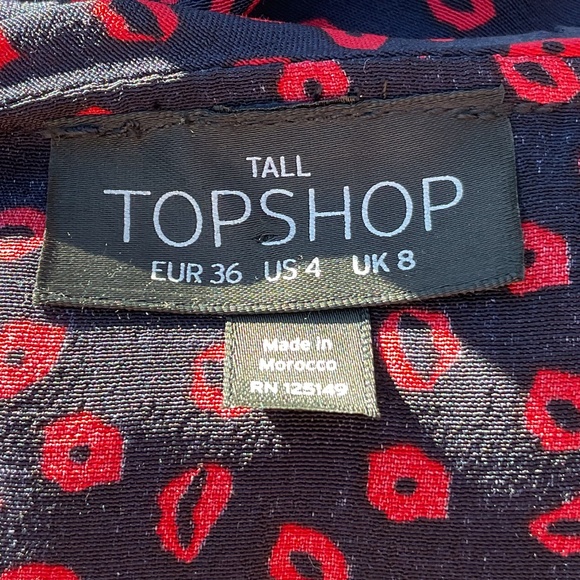 TALL
TOPSHOP
EUR 36 US 4 UK 8
Made in
Morocco
RN 125149